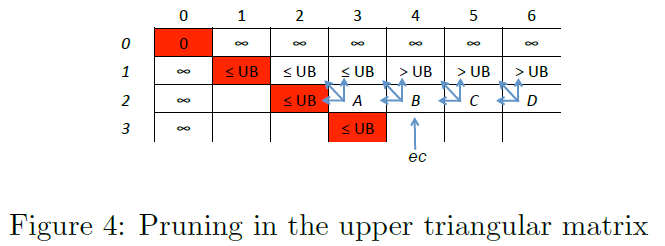 0 1 2 3 4 5 6
0 0 ∞ ∞ ∞ ∞ ∞ ∞
1 ∞ ≤ UB ≤ UB ≤ UB > UB > UB > UB
2 ∞ ≤ UB A B C D
3 ∞ ≤ UB
ec
Figure 4: Pruning in the upper triangular matrix